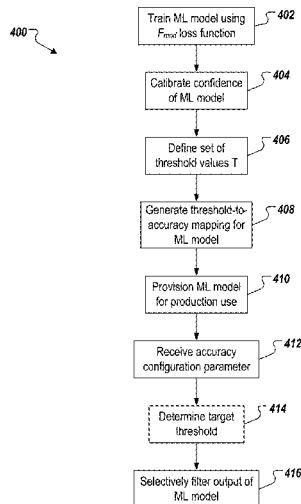 400
Train ML model using
F_mod loss function
402
Catibrate confidence
of ML model
404
Define set of
threshold values T
406
Generate threshold-to-
accuracy mapping for
ML model
408
Provision ML model
for production use
410
Receive accuracy
configuration parameter
412
Determine target
threshold
414
Selectively filter output of
ML model
416